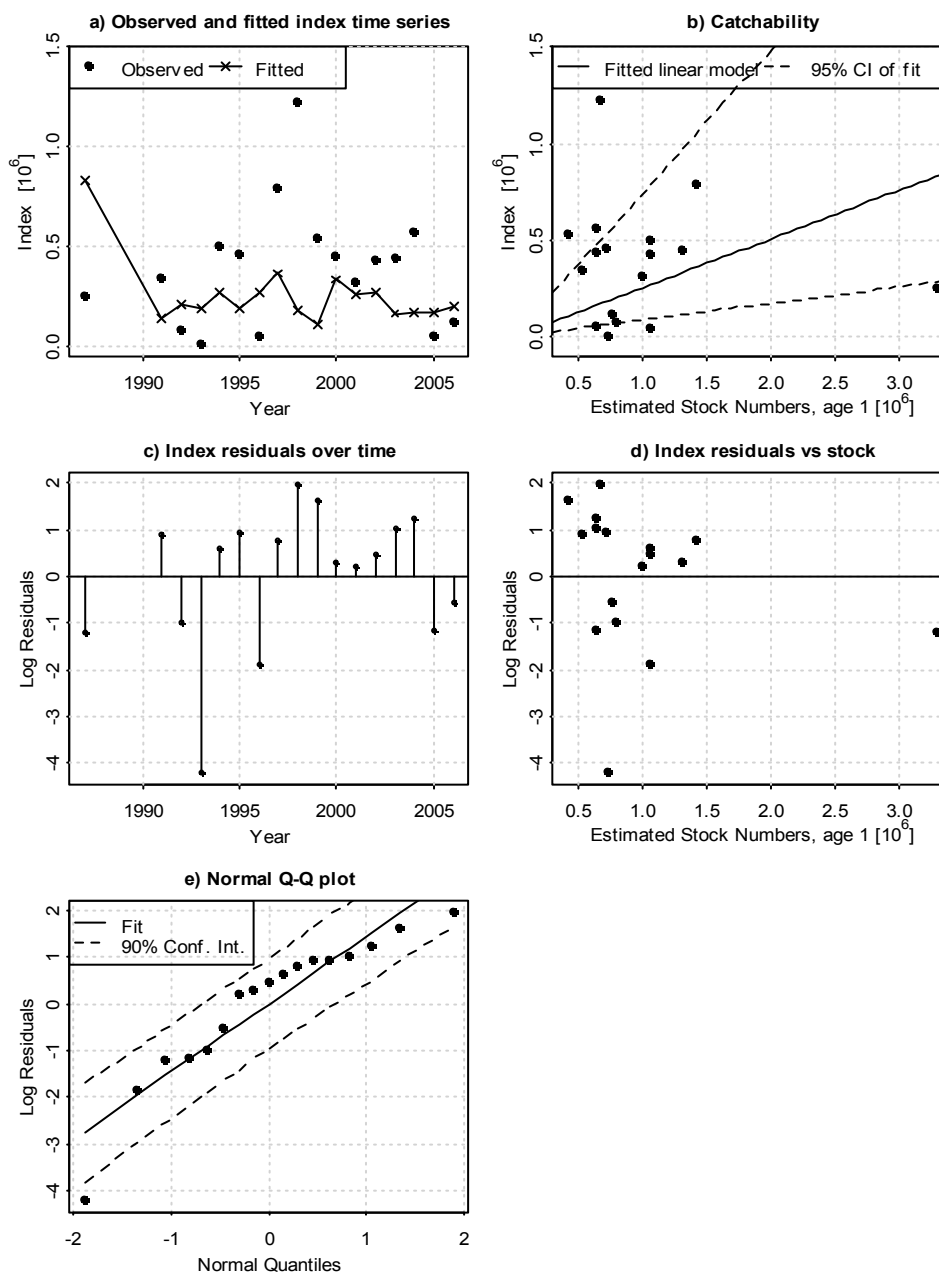 a) Observed and fitted index time series
Observed Fitted
Index [10^6]
0.0 0.5 1.0 1.5
1990 1995 2000 2005
Year
b) Catchability
Fitted linear model 95% CI of fit
Index [10^6]
0.0 0.5 1.0 1.5
0.5 1.0 1.5 2.0 2.5 3.0
Estimated Stock Numbers, age 1 [10^6]
c) Index residuals over time
Log Residuals
-4 -3 -2 -1 0 1 2
1990 1995 2000 2005
Year
d) Index residuals vs stock
Log Residuals
-4 -3 -2 -1 0 1 2
0.5 1.0 1.5 2.0 2.5 3.0
Estimated Stock Numbers, age 1 [10^6]
e) Normal Q-Q plot
Fit
90% Conf. Int.
Log Residuals
-4 -3 -2 -1 0 1 2
-2 -1 0 1 2
Normal Quantiles